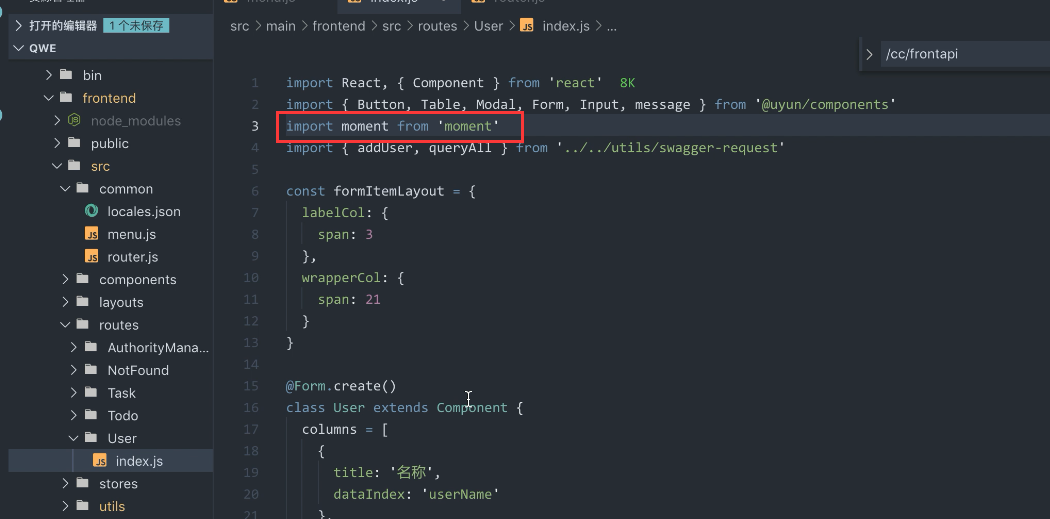 打开的编辑器 1 个未保存
QWE
bin
frontend
node_modules
public
src
common
locales.json
menu.js
router.js
components
layouts
routes
AuthorityMana...
NotFound
Task
Todo
User
JS index.js
stores
utils
src > main > frontend > src > routes > User > JS index.js > ...
/cc/frontapi
1 import React, { Component } from 'react' 8K
2 import { Button, Table, Modal, Form, Input, message } from '@uyun/components'
3 import moment from 'moment'
4 import { addUser, queryAll } from '../../utils/swagger-request'
5
6 const formItemLayout = {
7 labelCol: {
8 span: 3
9 },
10 wrapperCol: {
11 span: 21
12 }
13 }
14
15 @Form.create()
16 class User extends Component {
17 columns = [
18 {
19 title: '名称',
20 dataIndex: 'userName'
21 },